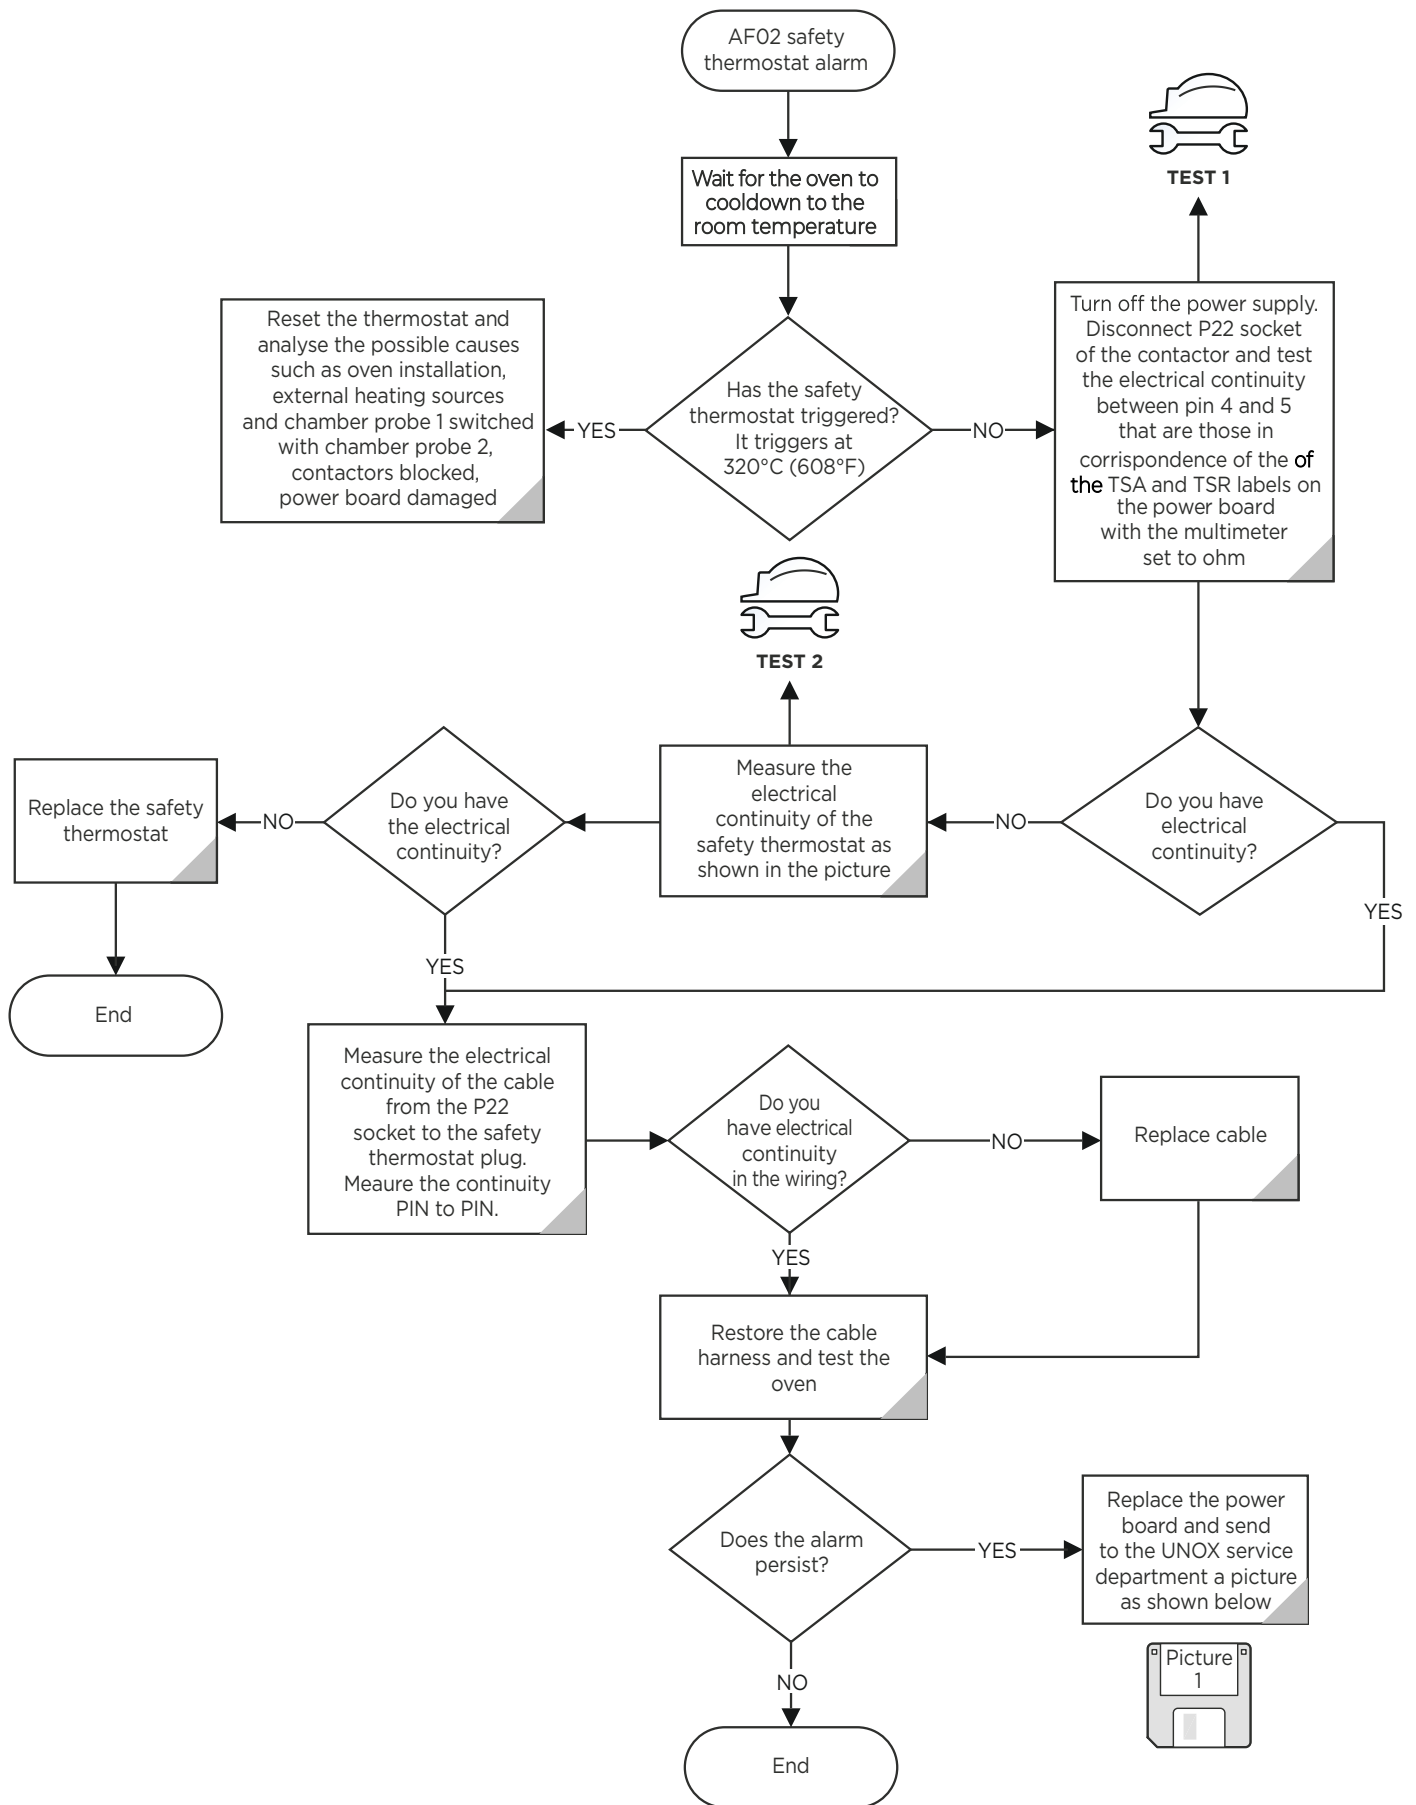 AF02 safety
thermostat alarm
TEST 1
Wait for the oven to
cooldown to the
room temperature
Reset the thermostat and
analyse the possible causes
such as oven installation,
external heating sources
and chamber probe 1 switched
with chamber probe 2,
contactors blocked,
power board damaged
YES
Has the safety
thermostat triggered?
It triggers at
320°C (608°F)
NO
Turn off the power supply.
Disconnect P22 socket
of the contactor and test
the electrical continuity
between pin 4 and 5
that are those in
corrispondence of the of
the TSA and TSR labels on
the power board
with the multimeter
set to ohm
TEST 2
Replace the safety
thermostat
NO
Do you have
the electrical
continuity?
Measure the
electrical
continuity of the
safety thermostat as
shown in the picture
NO
Do you have
electrical
continuity?
YES
YES
End
Measure the electrical
continuity of the cable
from the P22
socket to the safety
thermostat plug.
Meaure the continuity
PIN to PIN.
Do you
have electrical
continuity
in the wiring?
NO
Replace cable
YES
Restore the cable
harness and test the
oven
Does the alarm
persist?
YES
Replace the power
board and send
to the UNOX service
department a picture
as shown below
Picture
1
NO
End